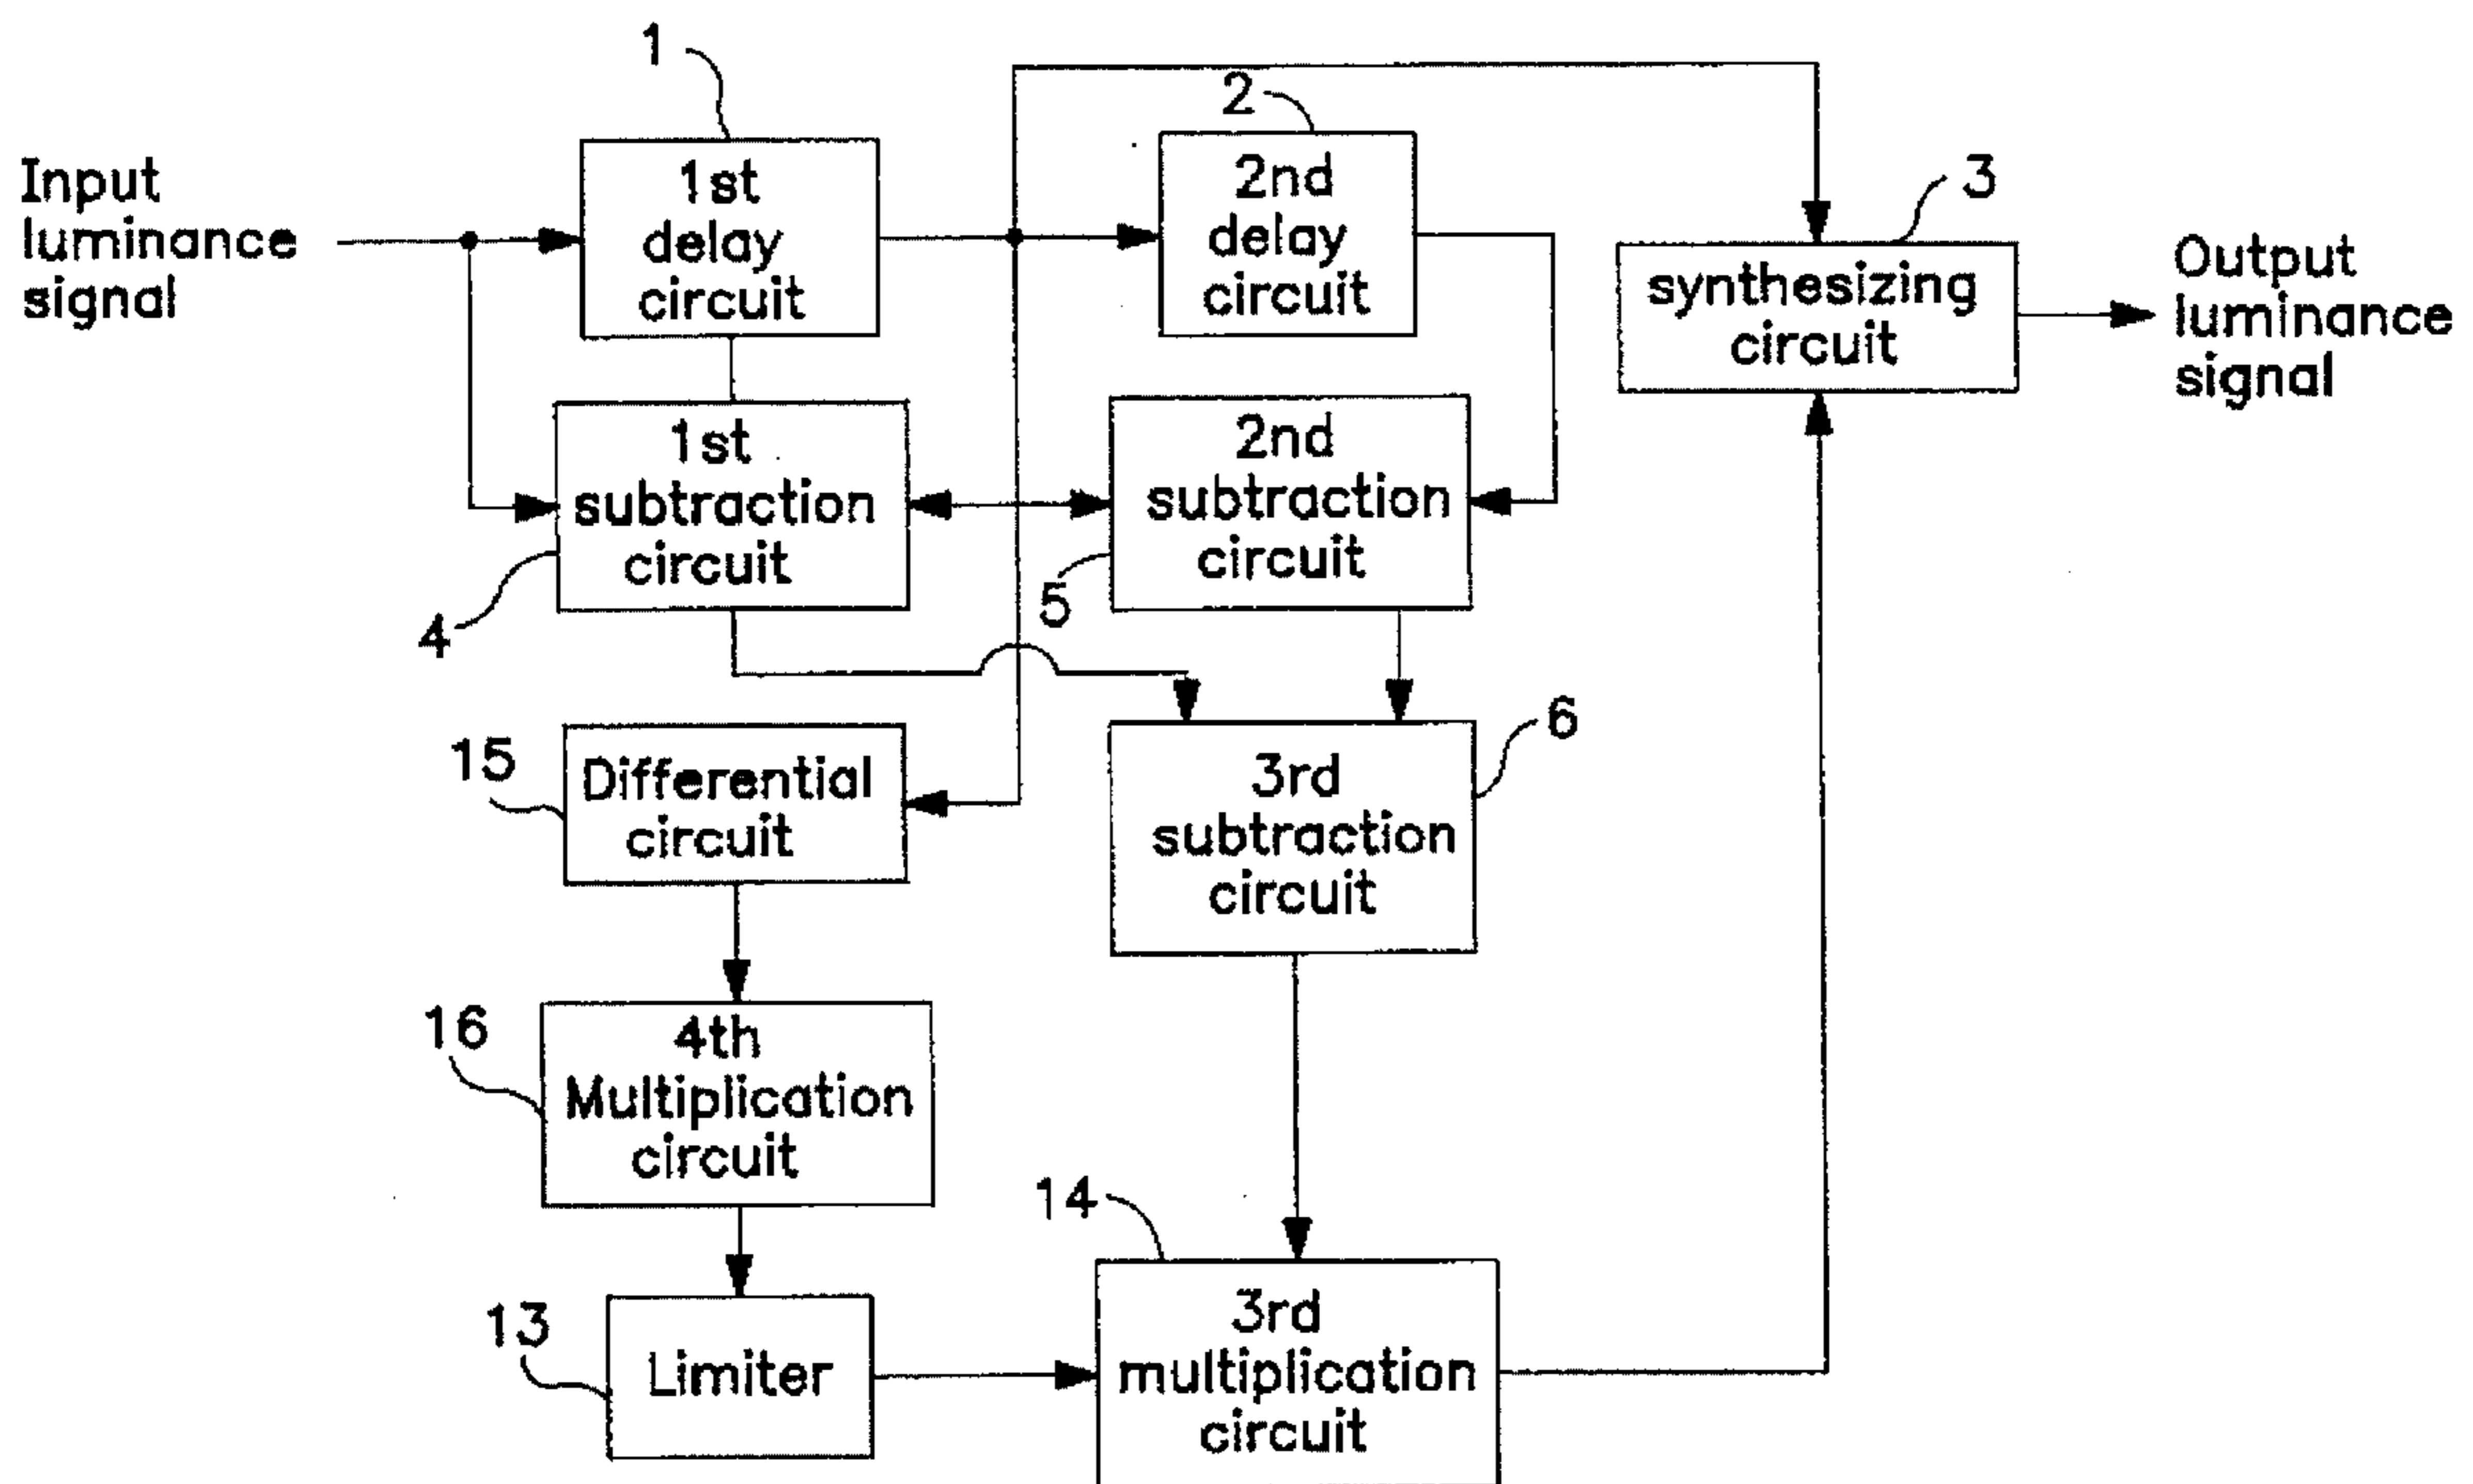 1
2
Input
luminance
signal
1st
delay
circuit
2nd
delay
circuit
3
synthesizing
circuit
Output
luminance
signal
1st
subtraction
circuit
2nd
subtraction
circuit
4
5
15
Differential
circuit
3rd
subtraction
circuit
6
16
4th
Multiplication
circuit
14
13
Limiter
3rd
multiplication
circuit